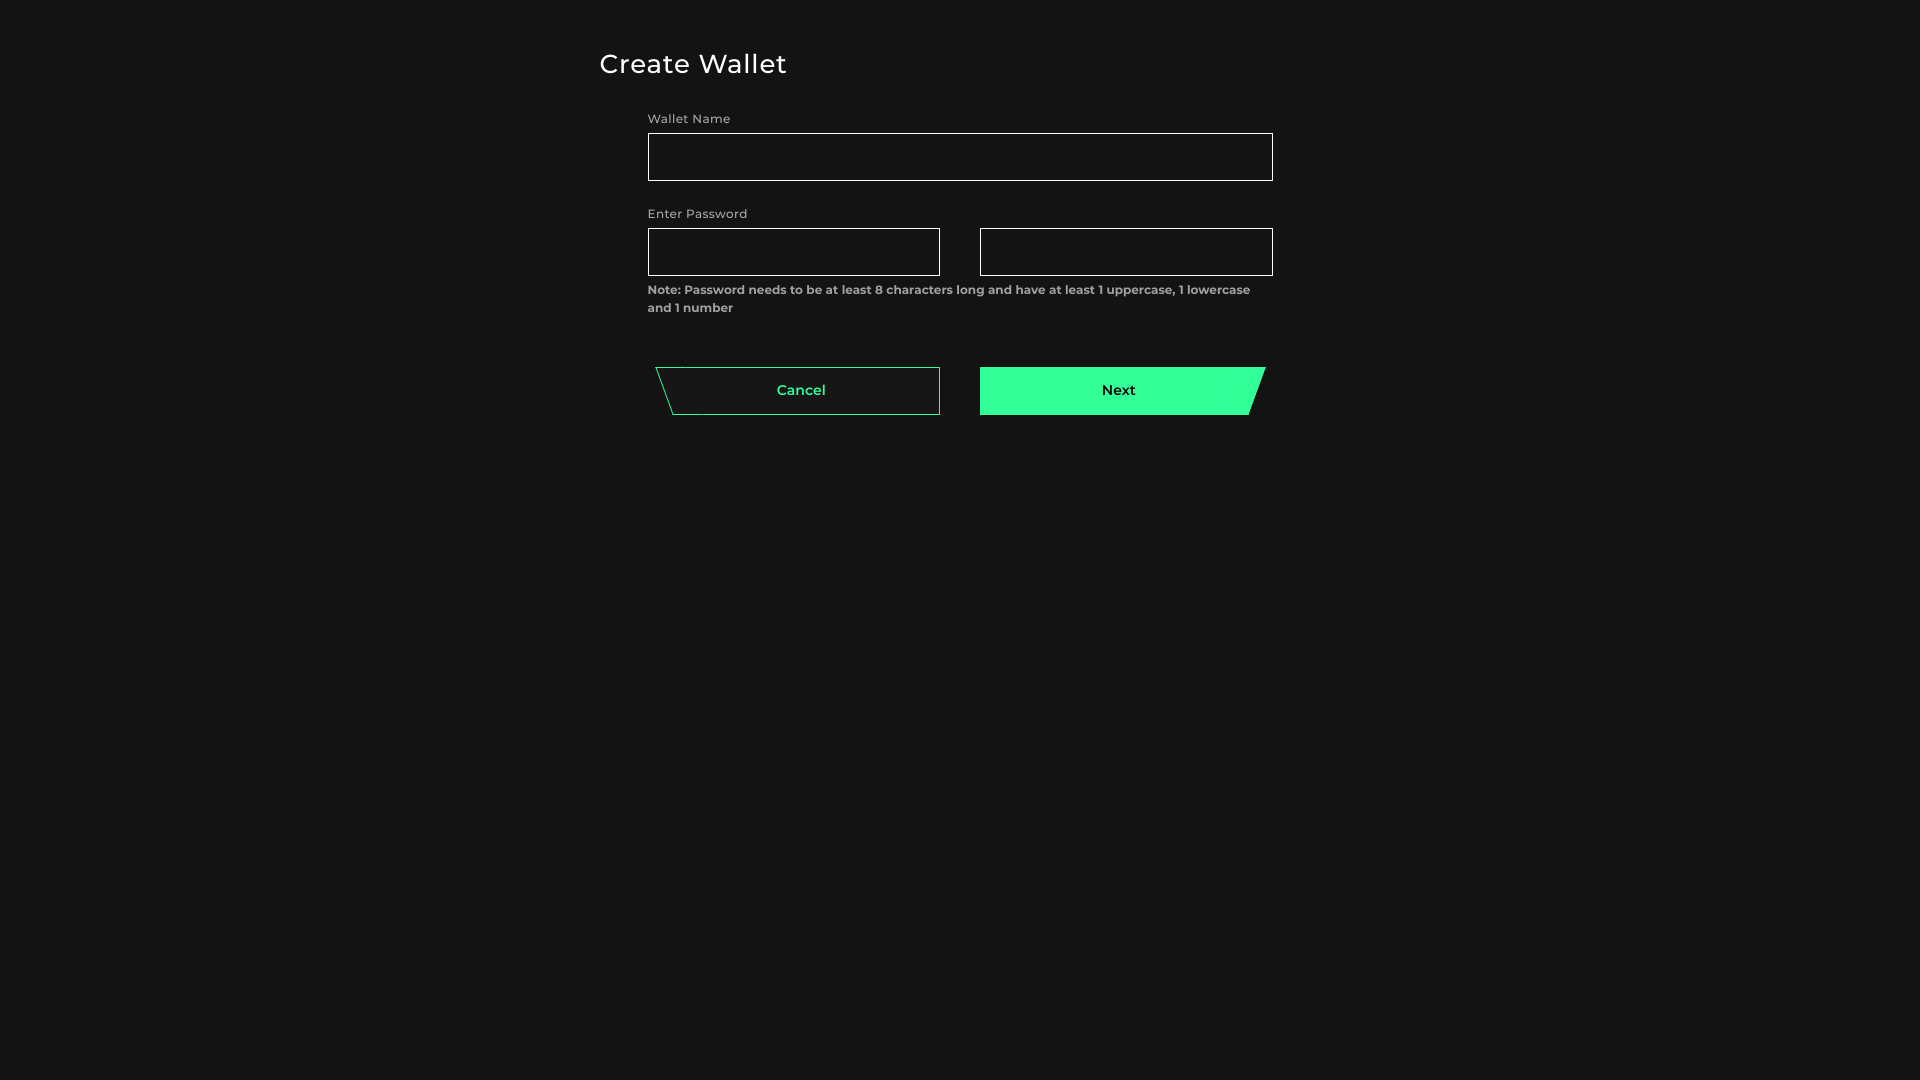 Create Wallet
Wallet Name
Enter Password
Note: Password needs to be at least 8 characters long and have at least 1 uppercase, 1 lowercase
and 1 number
Cancel
Next